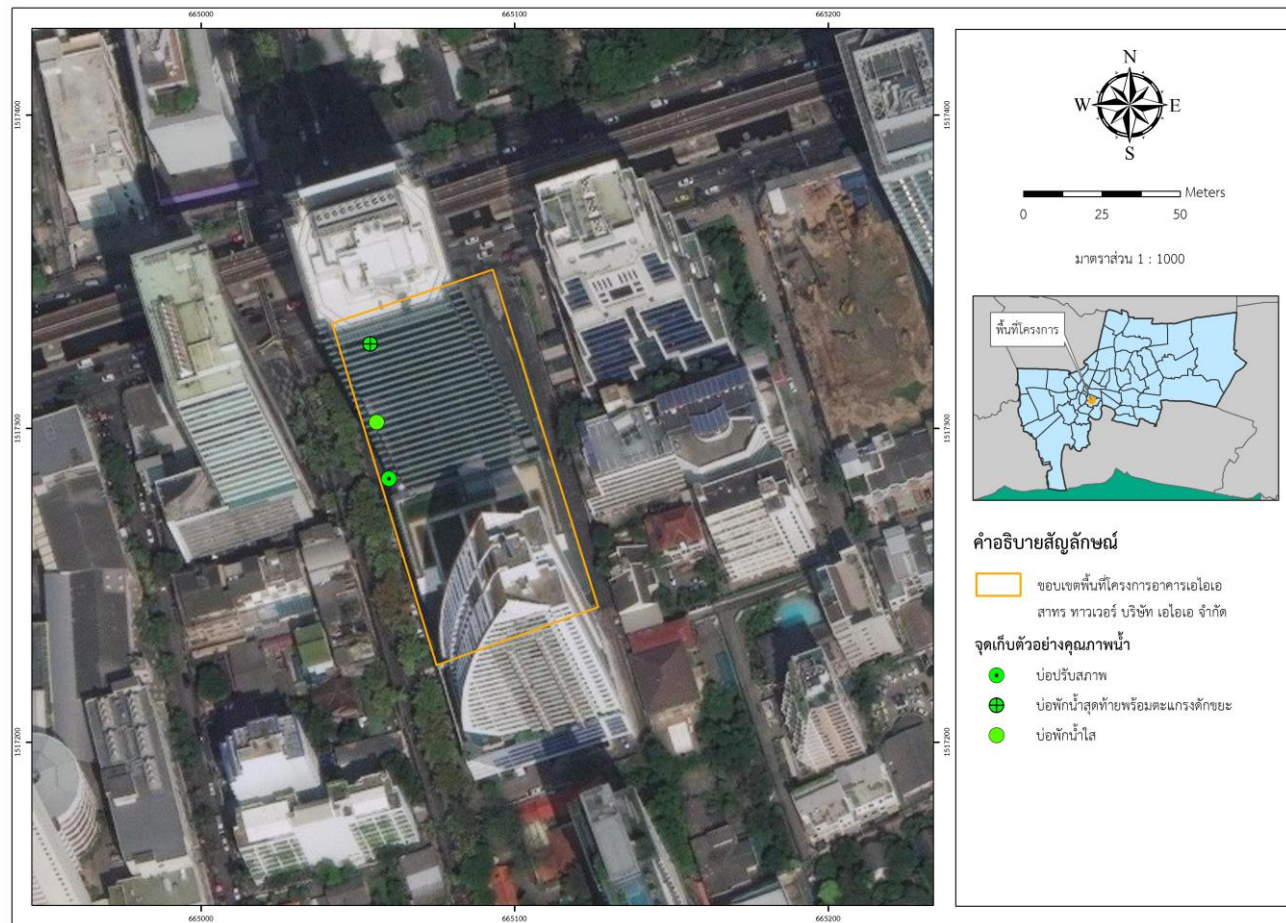 665000
665100
665200
1517400
1517400
1517300
1517300
1517200
1517200
665000
665100
665200
N
W
E
S
Meters
0
25
50
มาตราส่วน 1 : 1000
พื้นที่โครงการ
คำอธิบายสัญลักษณ์
ขอบเขตพื้นที่โครงการอาคารเอไอเอ
สาทร ทาวเวอร์ บริษัท เอไอเอ จำกัด
จุดเก็บตัวอย่างคุณภาพน้ำ
บ่อปรับสภาพ
บ่อพักน้ำสุดท้ายพร้อมตะแกรงดักขยะ
บ่อพักน้ำใส